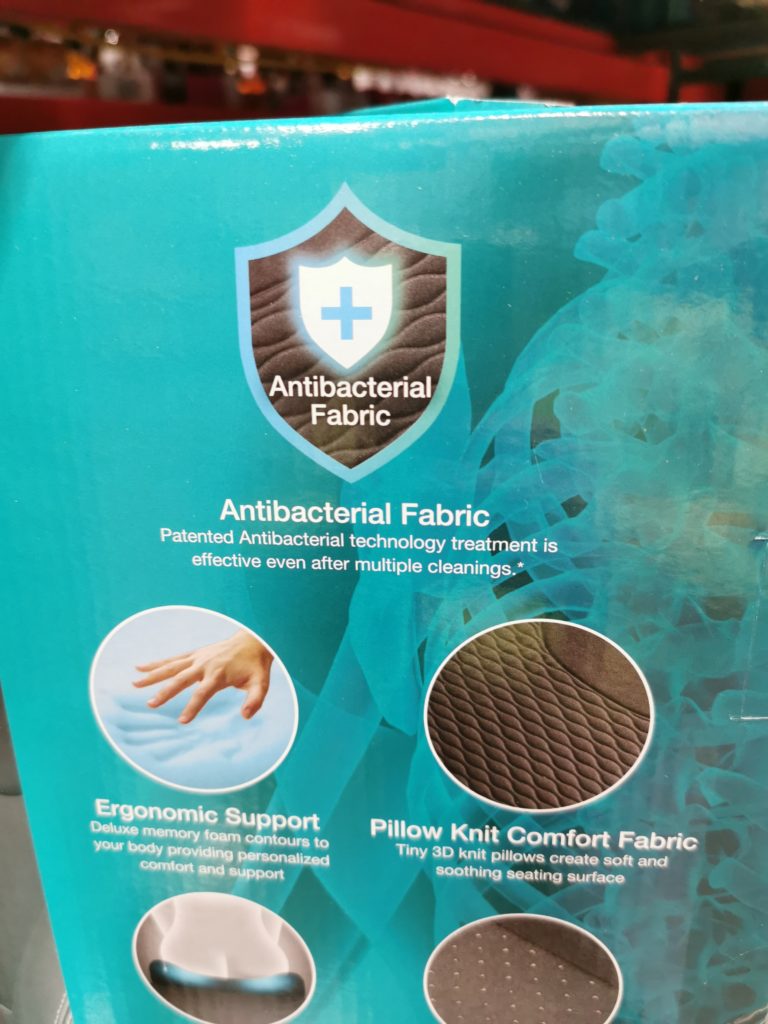 Antibacterial
Fabric
Antibacterial Fabric
Patented Antibacterial technology treatment is
effective even after multiple cleanings.*
Ergonomic Support
Deluxe memory foam contours to
your body providing personalized
comfort and support
Pillow Knit Comfort Fabric
Tiny 3D knit pillows create soft and
soothing seating surface